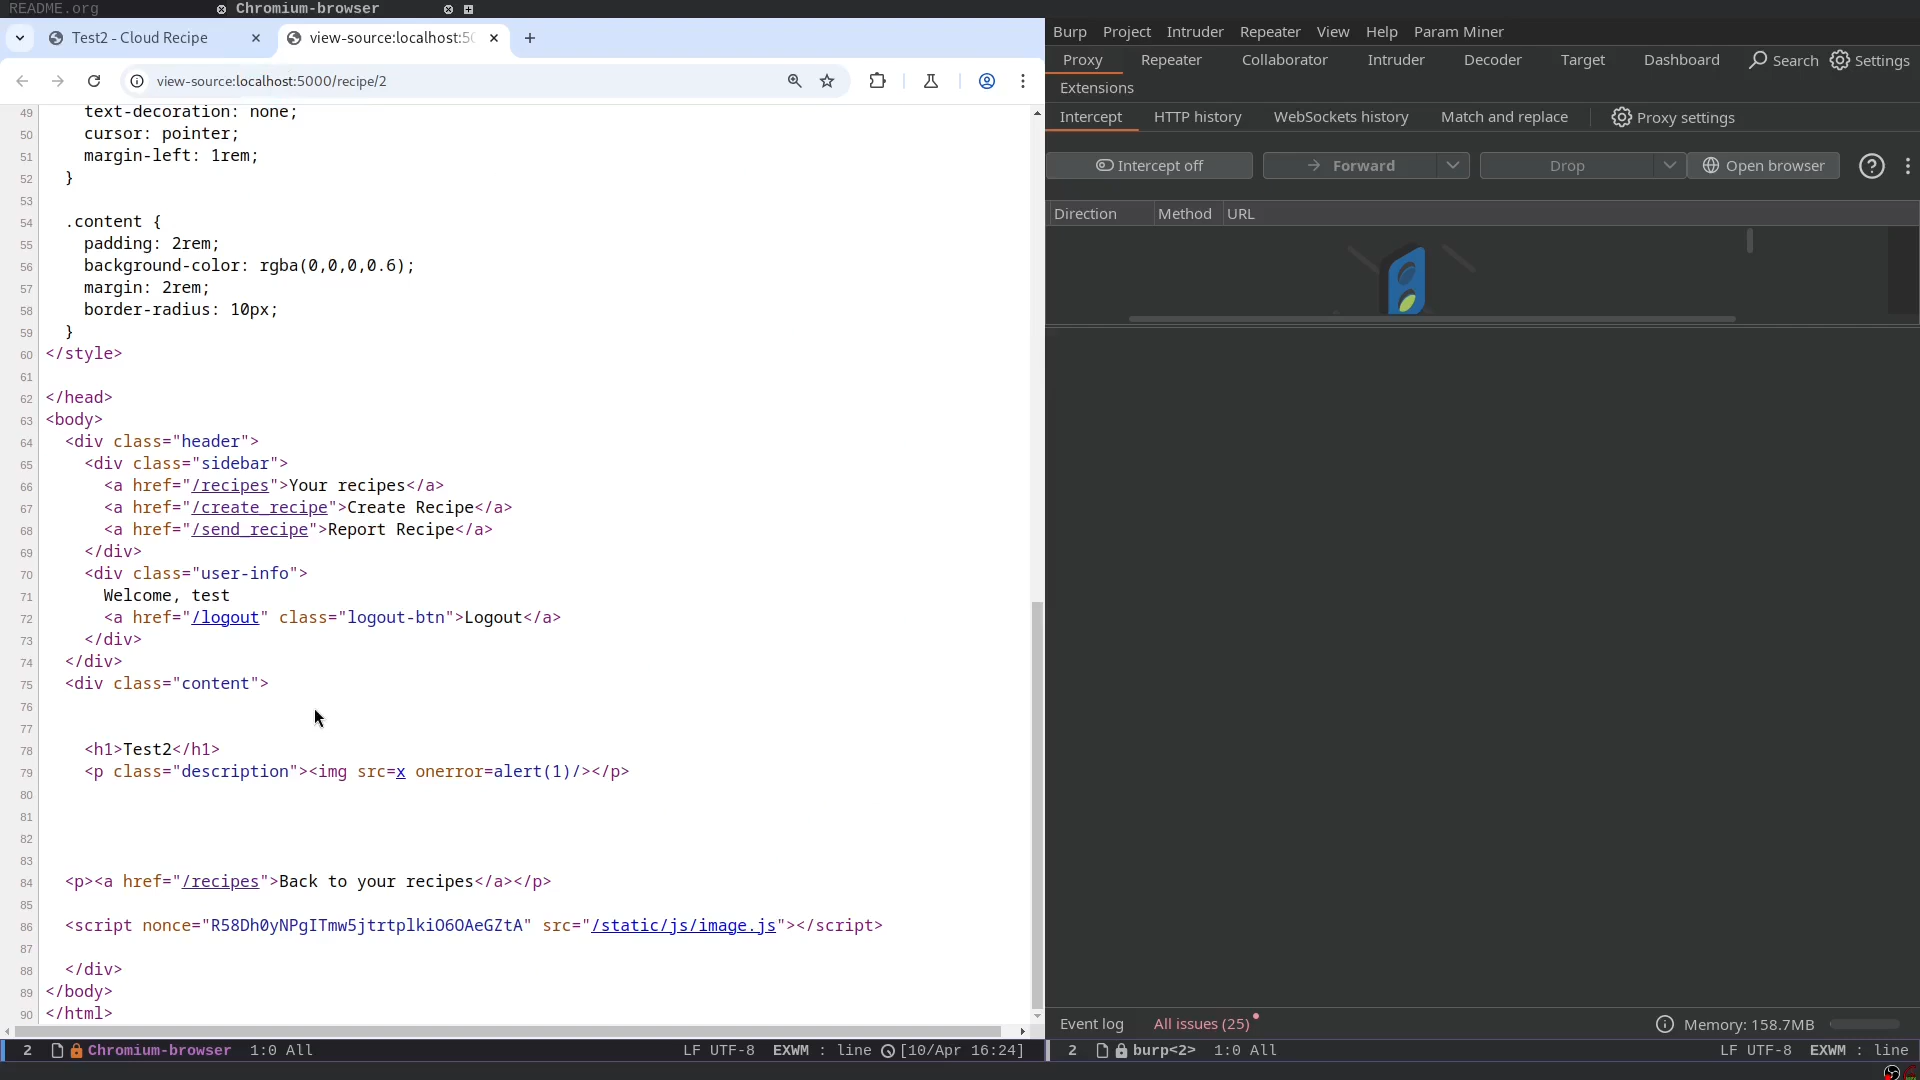 README.org
Chromium-browser
Test2 - Cloud Recipe
view-source:localhost:50
view-source:localhost:5000/recipe/2
49 text-decoration: none;
50 cursor: pointer;
51 margin-left: 1rem;
52 }
53
54 .content {
55 padding: 2rem;
56 background-color: rgba(0,0,0,0.6);
57 margin: 2rem;
58 border-radius: 10px;
59 }
60 </style>
61
62 </head>
63 <body>
64 <div class="header">
65 <div class="sidebar">
66 <a href="/recipes">Your recipes</a>
67 <a href="/create_recipe">Create Recipe</a>
68 <a href="/send_recipe">Report Recipe</a>
69 </div>
70 <div class="user-info">
71 Welcome, test
72 <a href="/logout" class="logout-btn">Logout</a>
73 </div>
74 </div>
75 <div class="content">
76
77
78 <h1>Test2</h1>
79 <p class="description"><img src=x onerror=alert(1)/></p>
80
81
82
83
84 <p><a href="/recipes">Back to your recipes</a></p>
85
86 <script nonce="R58Dh0yNPgITmw5jtrtplkiO6OAeGZtA" src="/static/js/image.js"></script>
87
88 </div>
89 </body>
90 </html>
2 Chromium-browser 1:0 All LF UTF-8 EXWM : line [10/Apr 16:24]
Burp Project Intruder Repeater View Help Param Miner
Proxy Repeater Collaborator Intruder Decoder Target Dashboard Search Settings
Extensions
Intercept HTTP history WebSockets history Match and replace Proxy settings
Intercept off Forward Drop Open browser
Direction Method URL
Event log All issues (25) Memory: 158.7MB
2 burp<2> 1:0 All LF UTF-8 EXWM : line